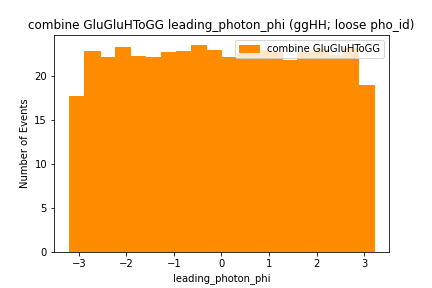 combine GluGluHToGG leading_photon_phi (ggHH; loose pho_id)
combine GluGluHToGG
Number of Events
20
15
10
5
0
−3 −2 −1 0 1 2 3
leading_photon_phi